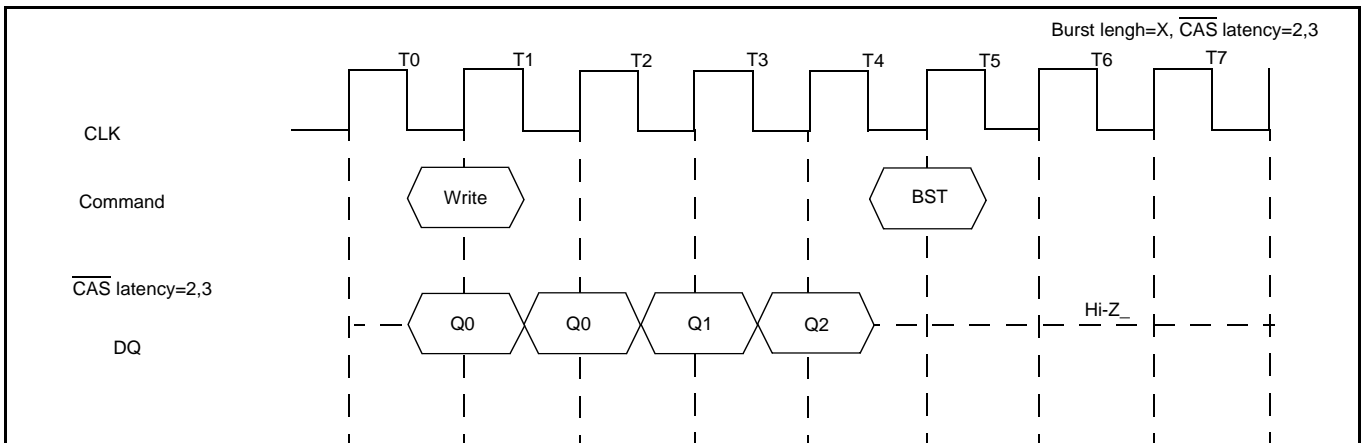 Burst lengh=X, CAS latency=2,3
T0 T1 T2 T3 T4 T5 T6 T7
CLK
Command
Write
BST
CAS latency=2,3
DQ
Q0 Q0 Q1 Q2
Hi-Z_